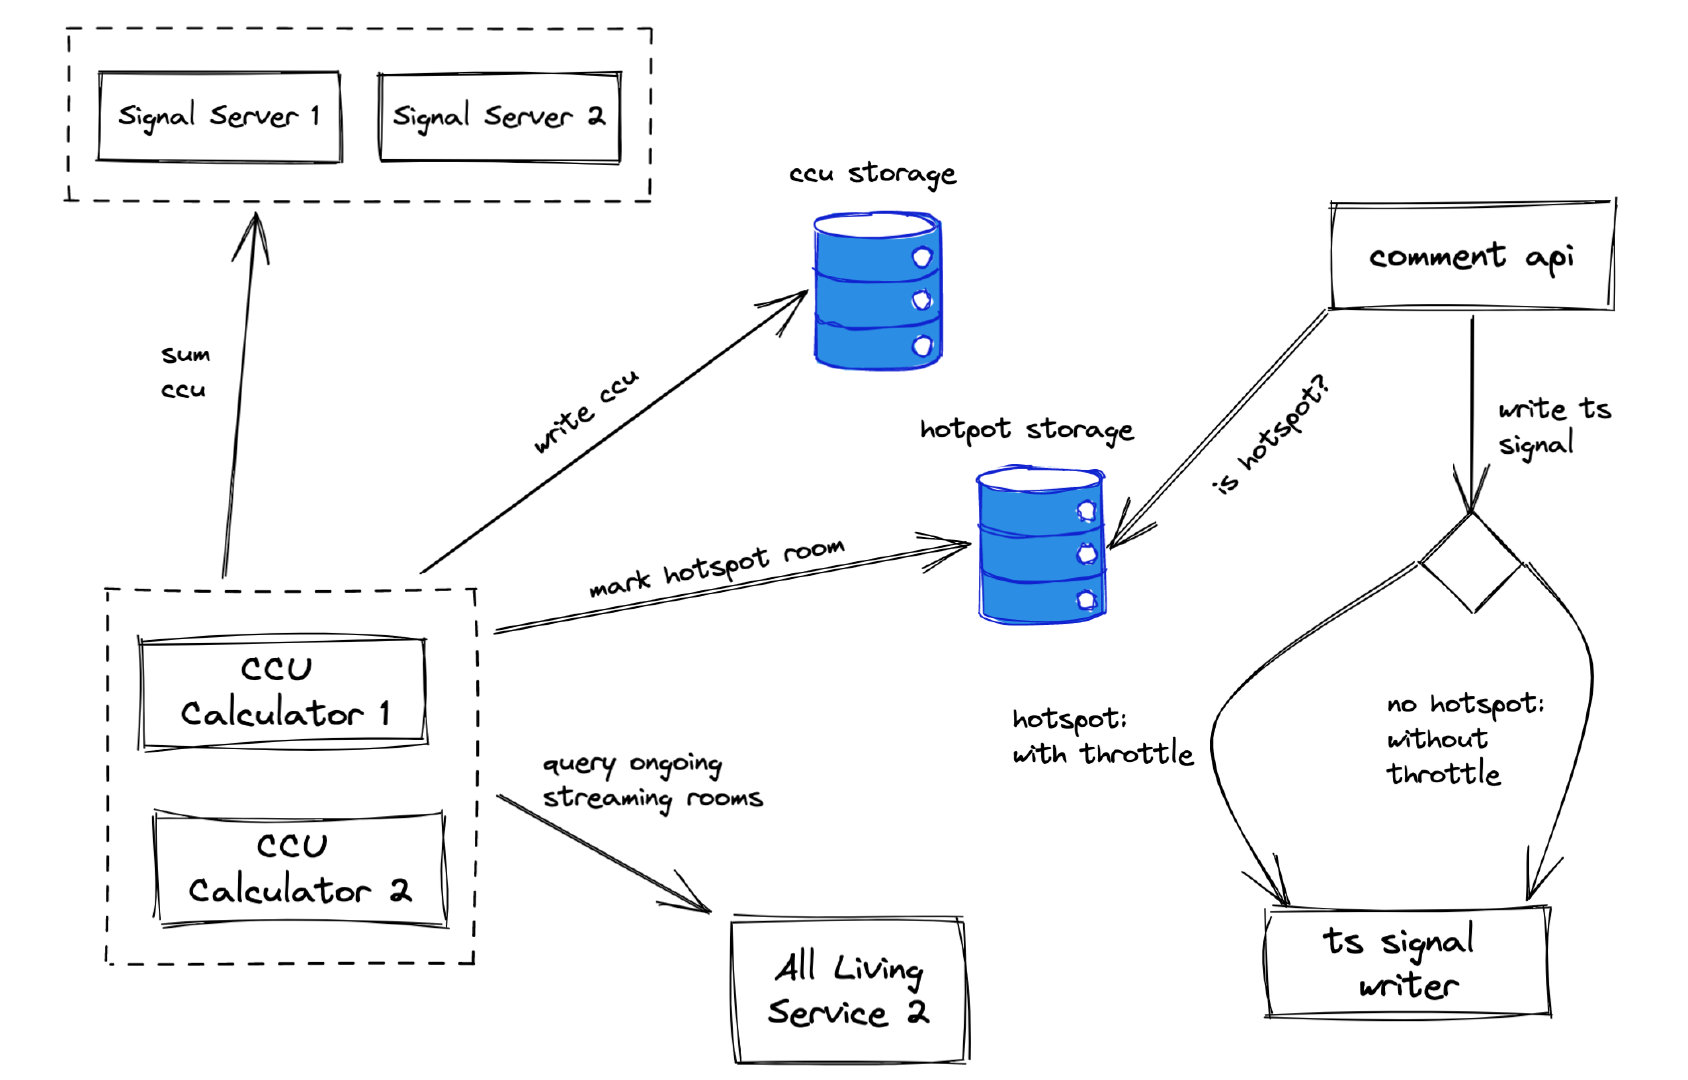 Signal Server 1
Signal Server 2
ccu storage
comment api
sum
ccu
write ccu
is hotspot?
write ts
signal
hotpot storage
mark hotspot room
CCU
Calculator 1
hotspot:
with throttle
no hotspot:
without
throttle
query ongoing
streaming rooms
CCU
Calculator 2
All Living
Service 2
ts signal
writer